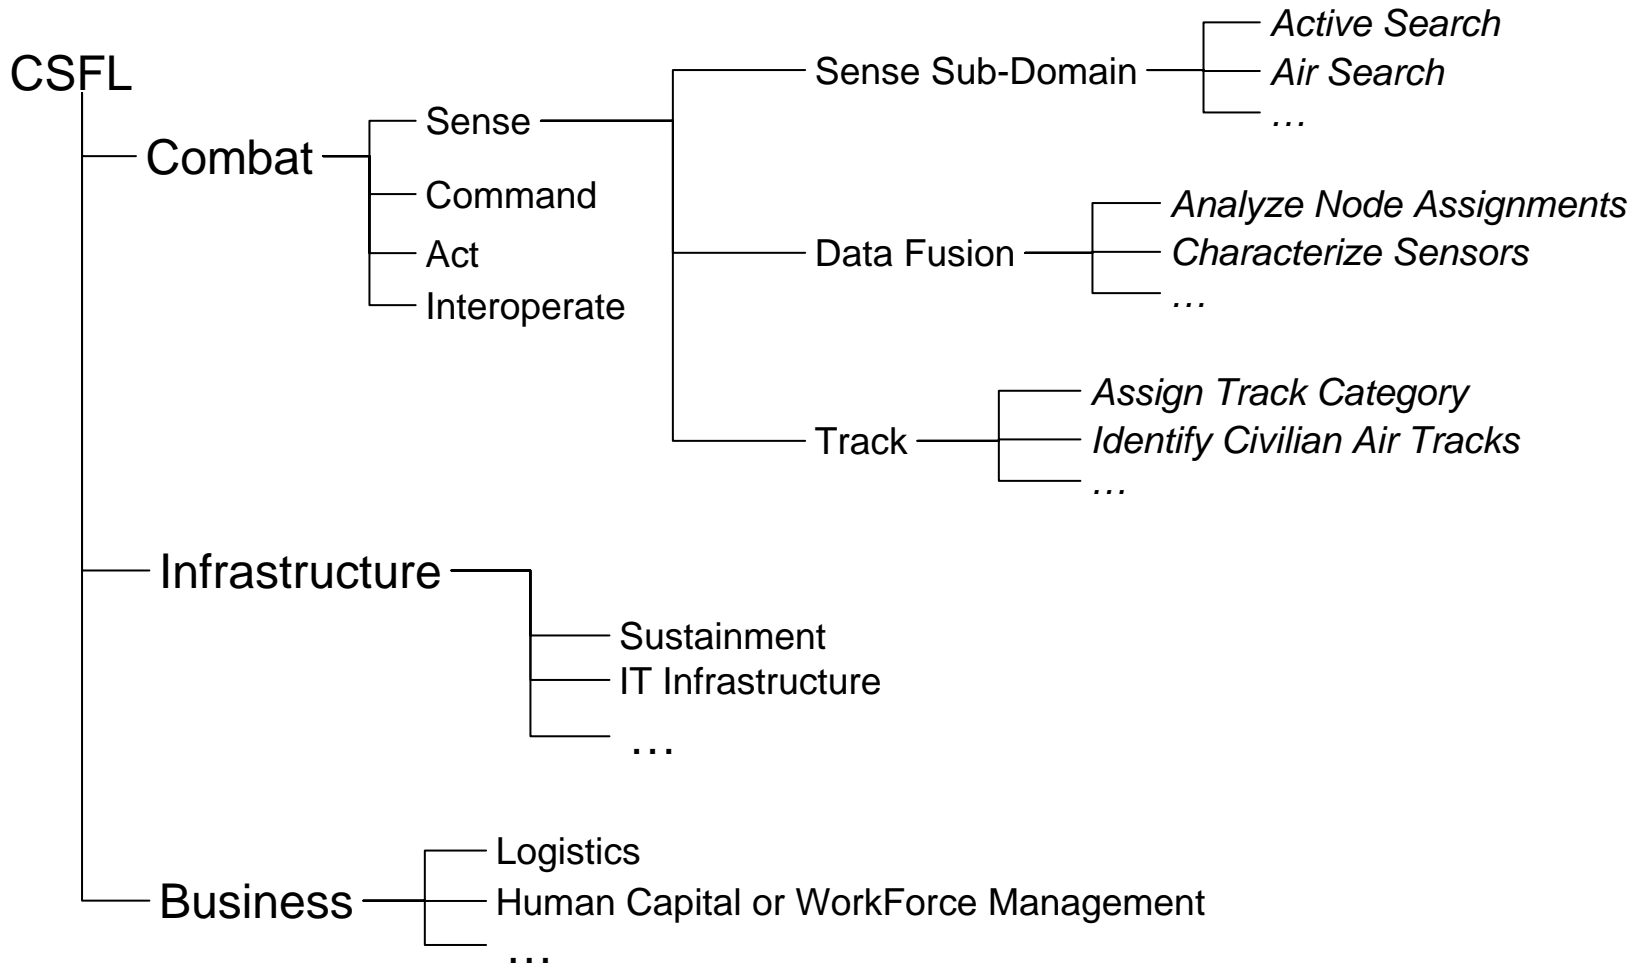 CSFL
Combat
Sense
Command
Act
Interoperate
Sense Sub-Domain
Active Search
Air Search
…
Data Fusion
Analyze Node Assignments
Characterize Sensors
…
Track
Assign Track Category
Identify Civilian Air Tracks
…
Infrastructure
Sustainment
IT Infrastructure
…
Business
Logistics
Human Capital or WorkForce Management
…